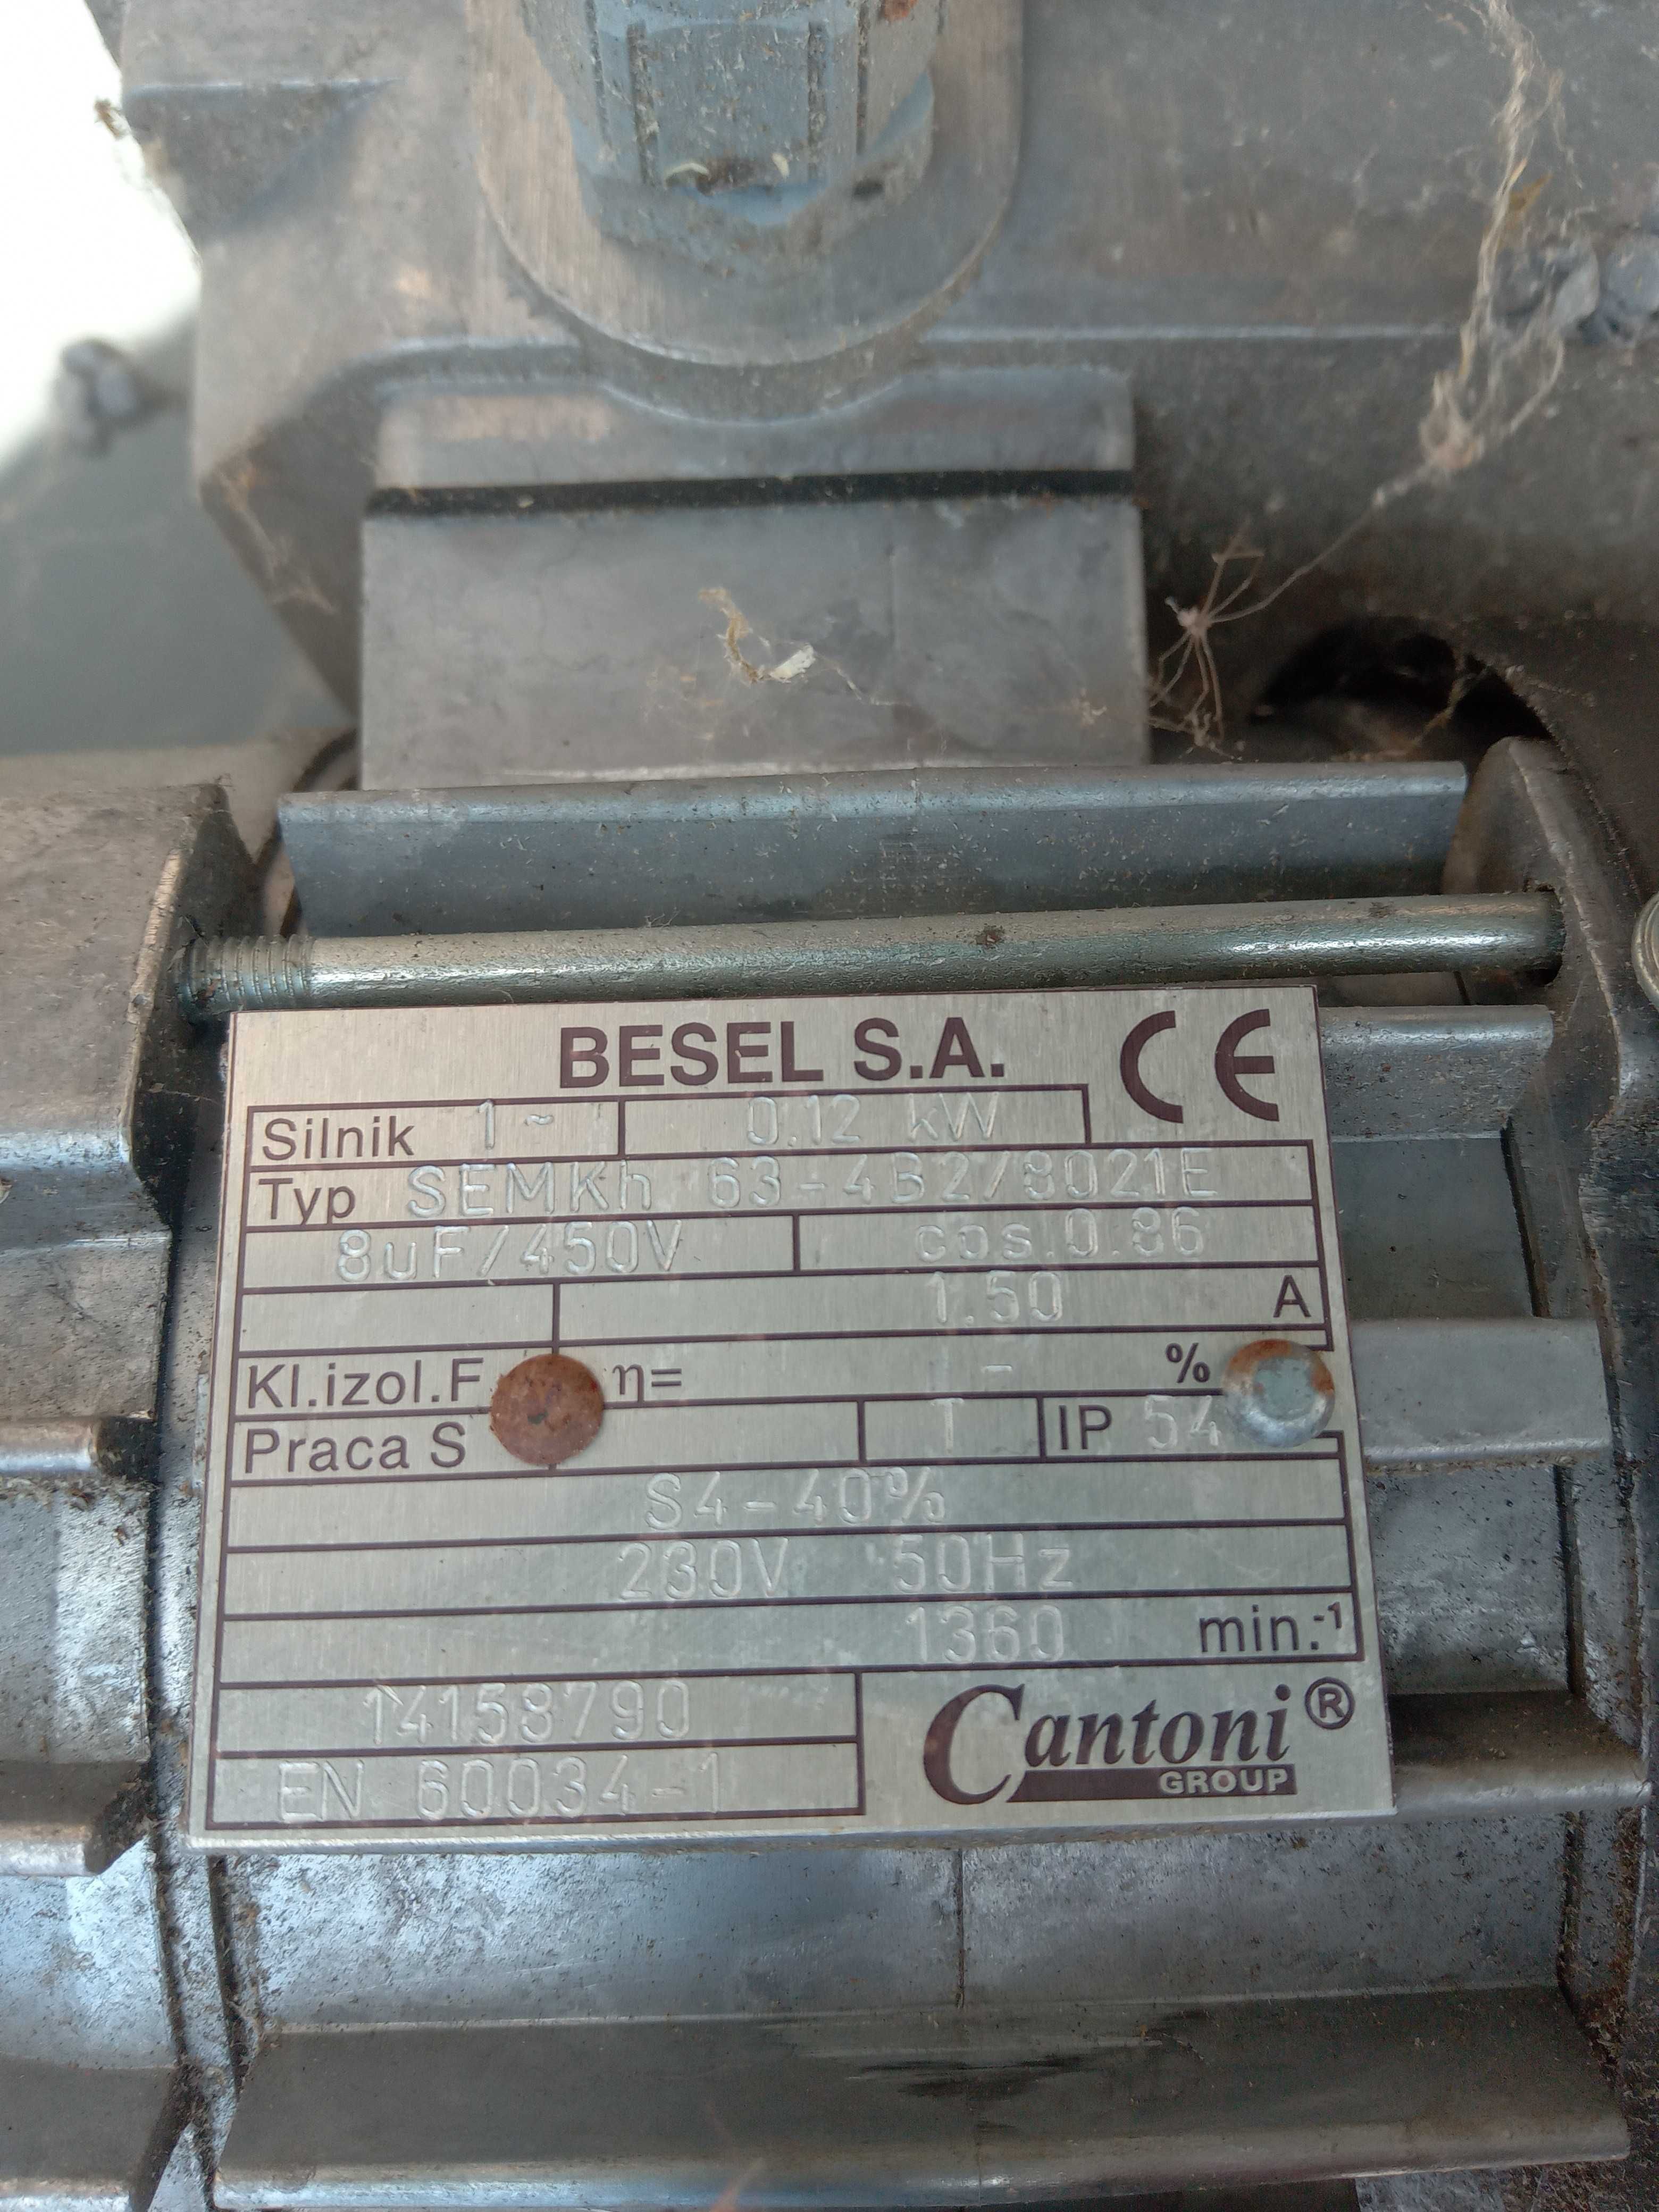 BESEL S.A. CE
Silnik 1~ 0.12 kW
Typ SEMKh 63-4B2/8021E
8uF/450V cos.0.86
1.50 A
Kl.izol.F η= - %
Praca S T IP 54
S4-40%
230V 50Hz
1360 min.-1
14158790
EN 60034-1
Cantoni®
GROUP